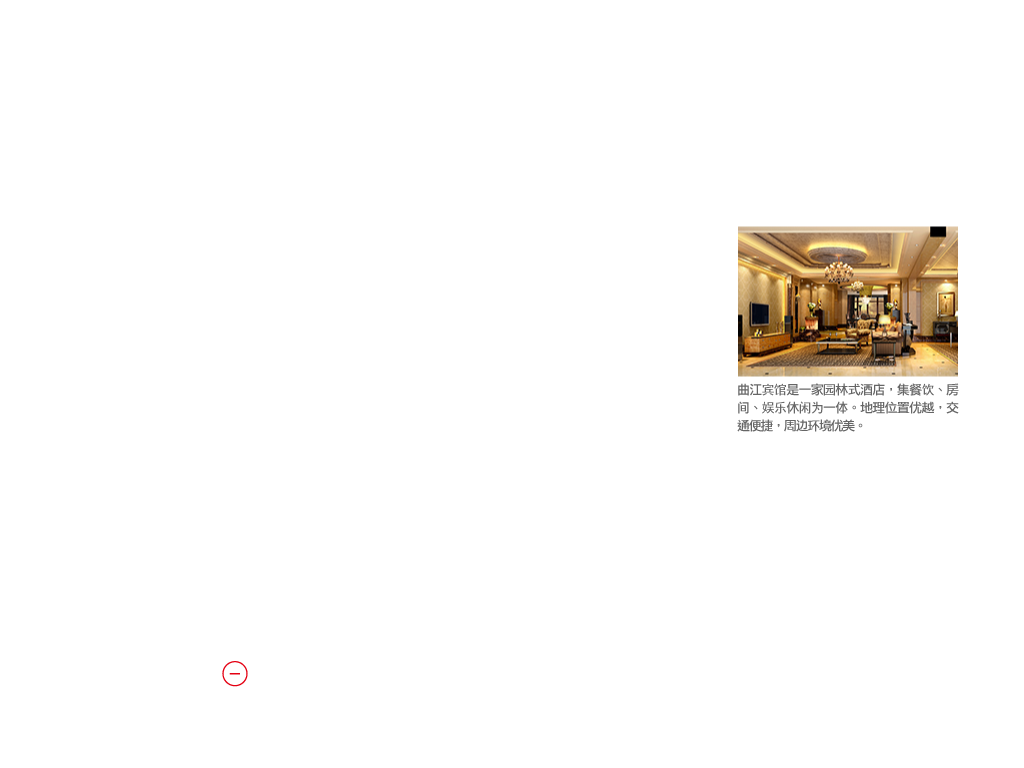 曲江宾馆是一家园林式酒店，集餐饮、房
间、娱乐休闲为一体。地理位置优越，交
通便捷，周边环境优美。